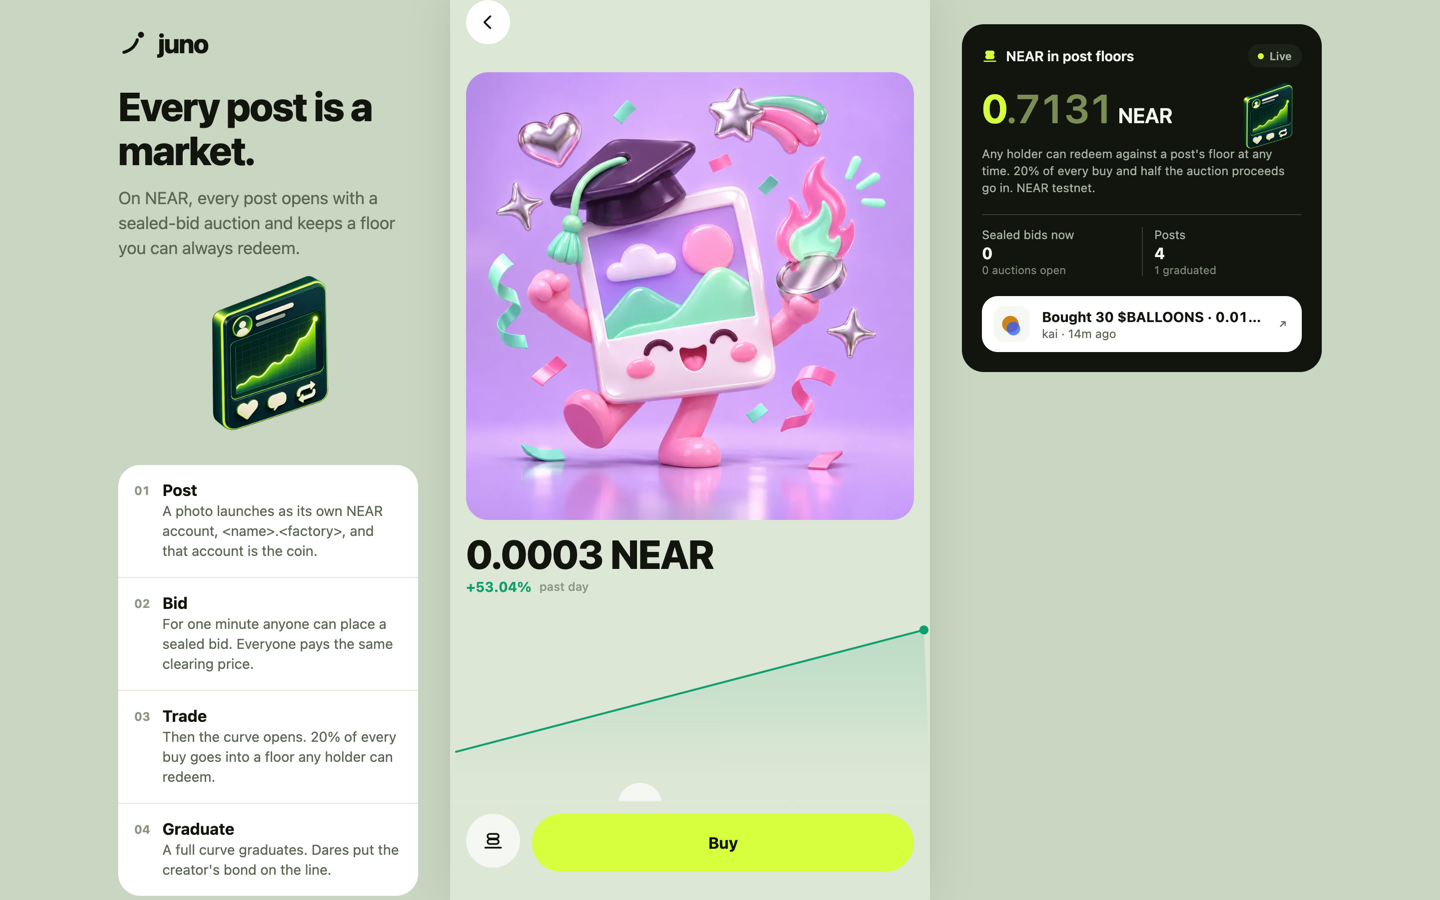 juno
Every post is a
market.
On NEAR, every post opens with a
sealed-bid auction and keeps a floor
you can always redeem.
01 Post
A photo launches as its own NEAR
account, <name>.<factory>, and
that account is the coin.
02 Bid
For one minute anyone can place a
sealed bid. Everyone pays the same
clearing price.
03 Trade
Then the curve opens. 20% of every
buy goes into a floor any holder can
redeem.
04 Graduate
A full curve graduates. Dares put the
creator's bond on the line.
0.0003 NEAR
+53.04% past day
Buy
NEAR in post floors
Live
0.7131 NEAR
Any holder can redeem against a post's floor at any
time. 20% of every buy and half the auction proceeds
go in. NEAR testnet.
Sealed bids now
0
0 auctions open
Posts
4
1 graduated
Bought 30 $BALLOONS · 0.01...
kai · 14m ago